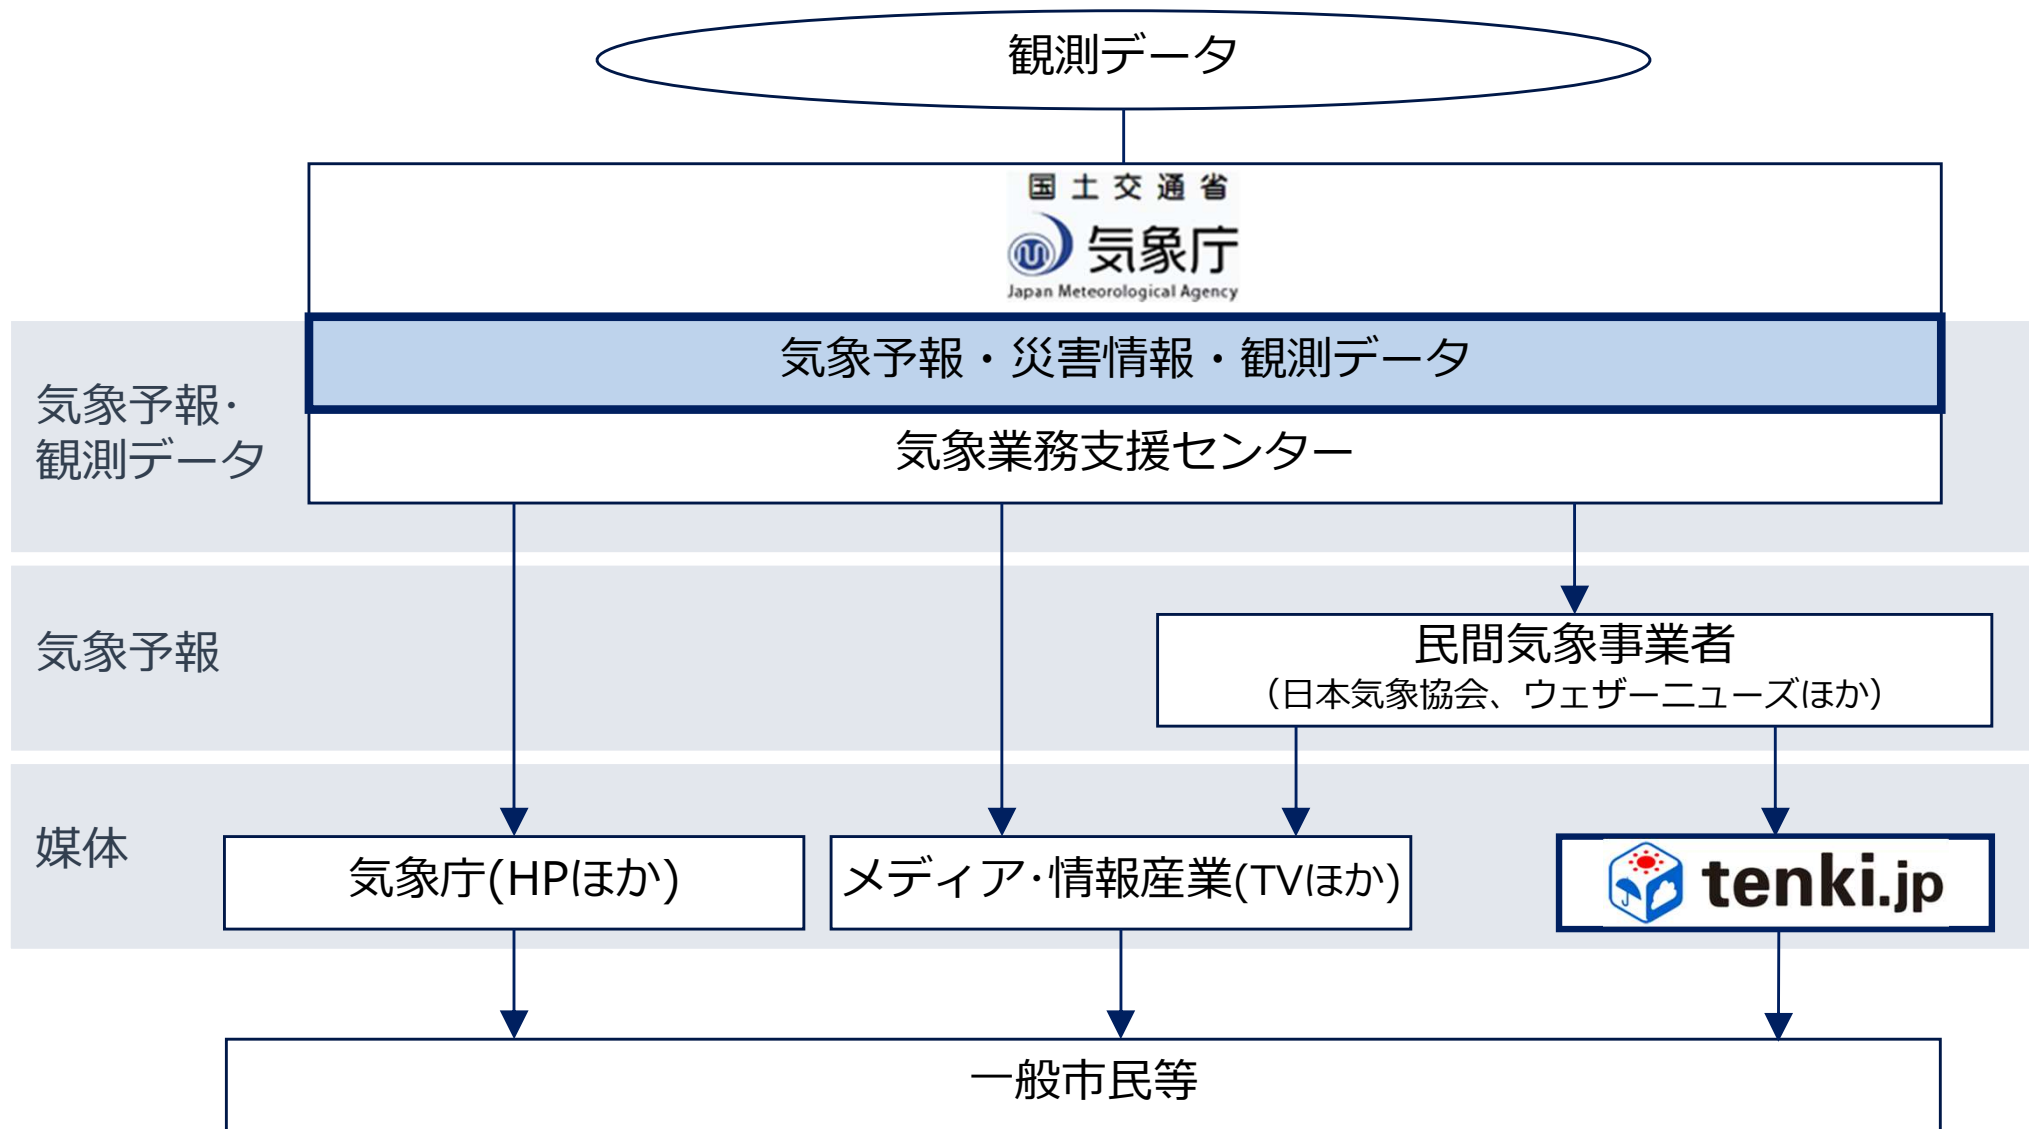 観測データ
国土交通省
気象庁
Japan Meteorological Agency
気象予報・災害情報・観測データ
気象予報･
観測データ
気象業務支援センター
気象予報
民間気象事業者
（日本気象協会、ウェザーニューズほか）
媒体
気象庁(HPほか)
メディア･情報産業(TVほか)
tenki.jp
一般市民等